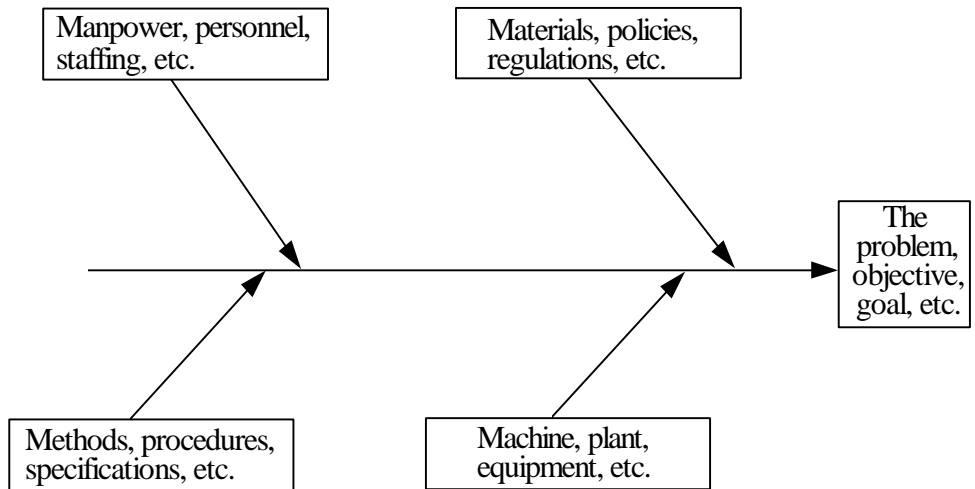 Manpower, personnel,
staffing, etc.
Materials, policies,
regulations, etc.
The
problem,
objective,
goal, etc.
Methods, procedures,
specifications, etc.
Machine, plant,
equipment, etc.